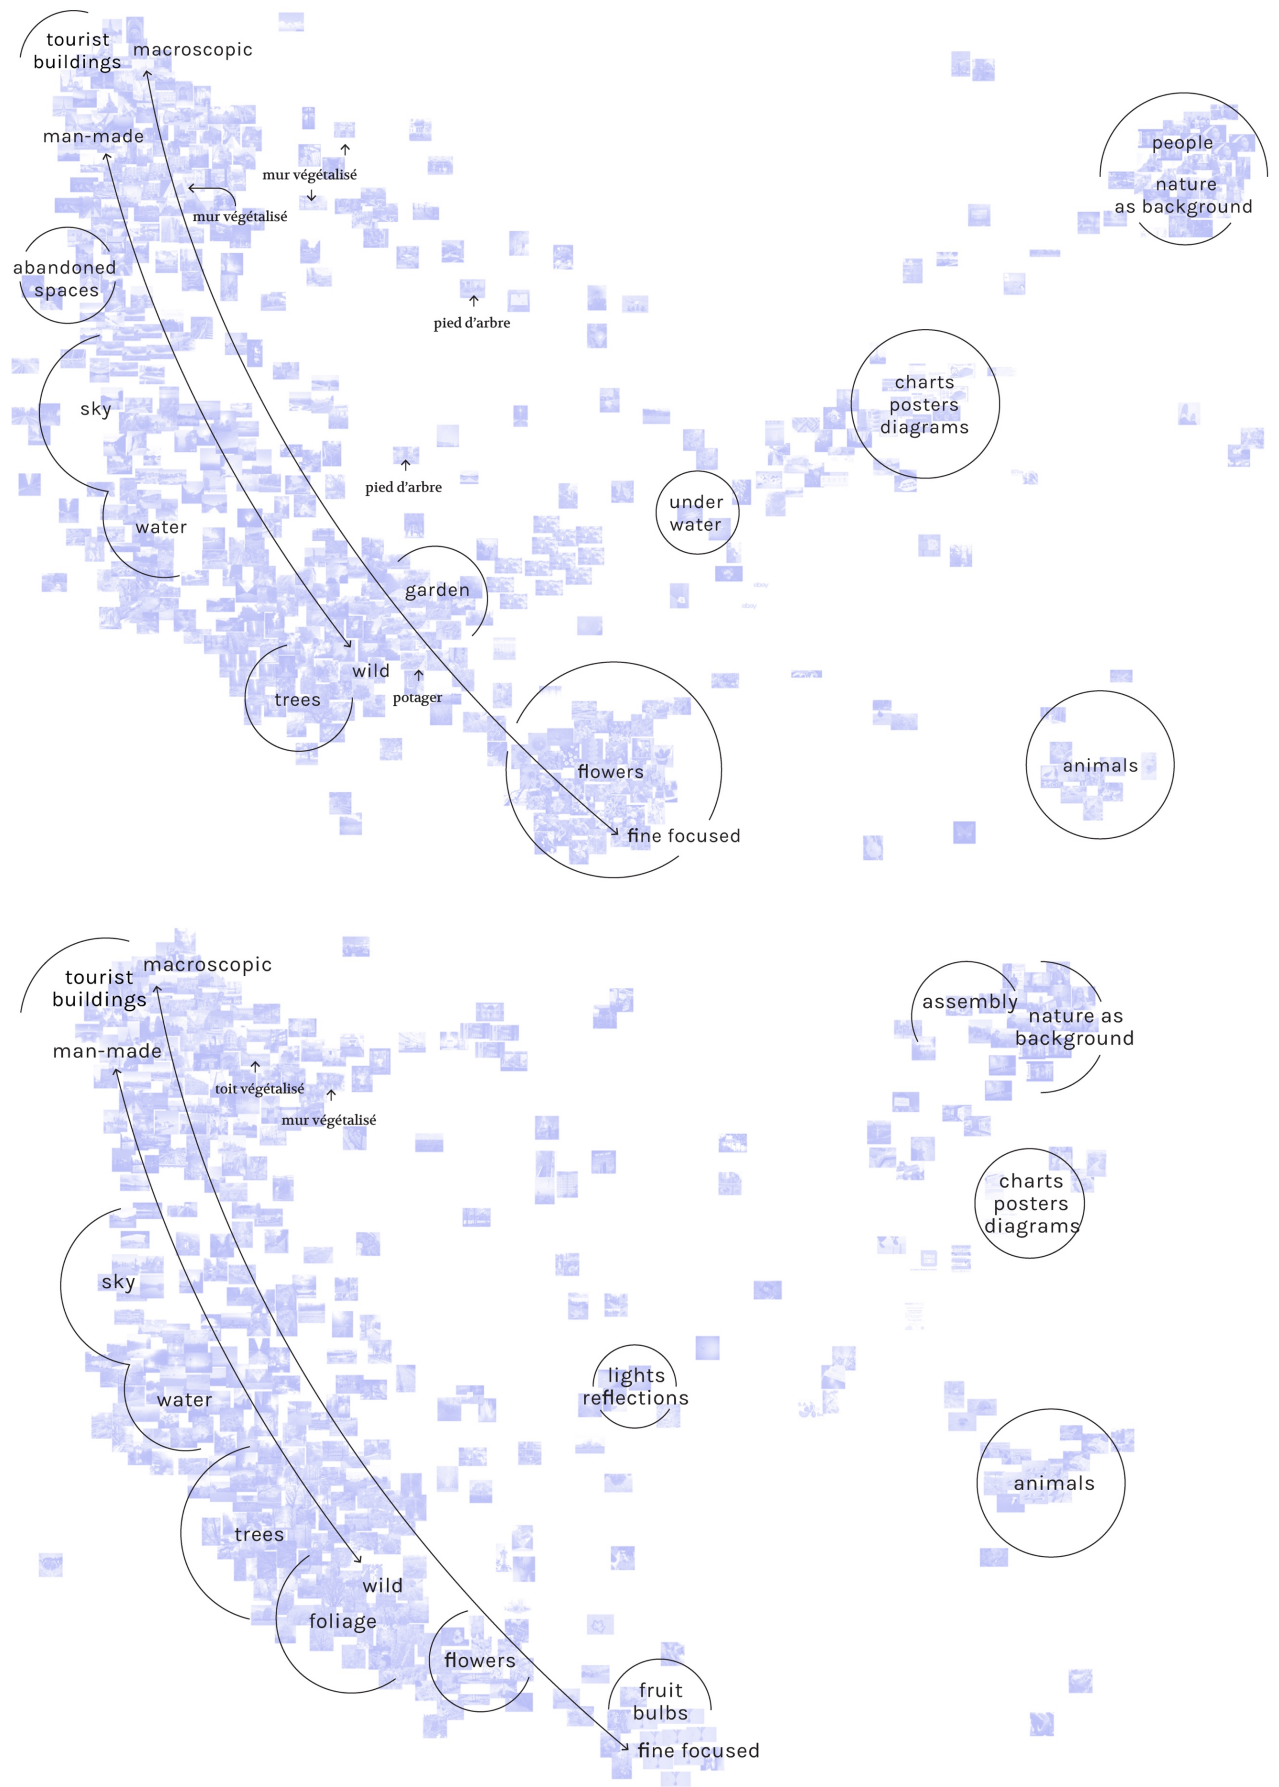 tourist
buildings
macroscopic
man-made
mur végétalisé
mur végétalisé
people
nature
as background
abandoned
spaces
pied d'arbre
sky
charts
posters
diagrams
pied d'arbre
under
water
water
garden
wild
trees
potager
flowers
fine focused
animals
tourist
buildings
macroscopic
man-made
toit végétalisé
mur végétalisé
assembly
nature as
background
charts
posters
diagrams
sky
lights
reflections
water
animals
trees
wild
foliage
flowers
fruit
bulbs
fine focused